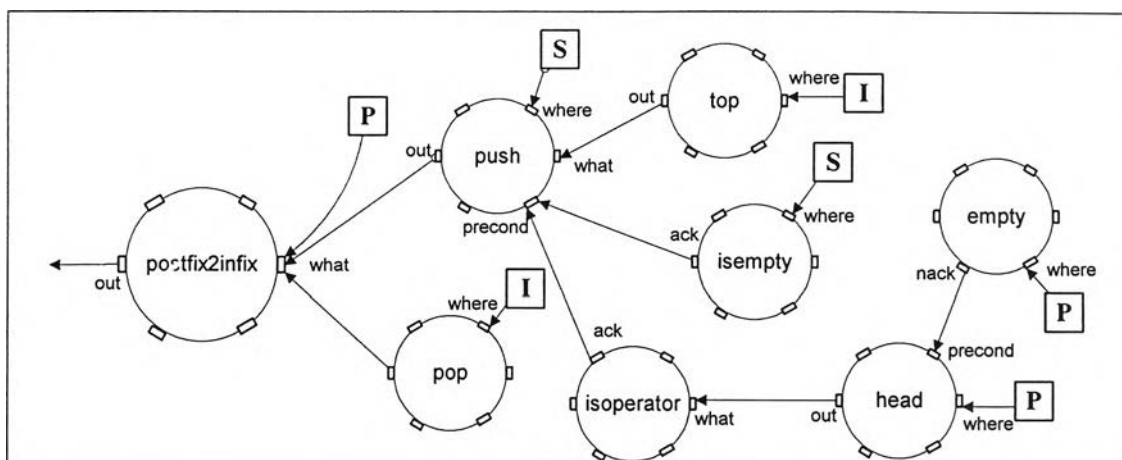 S
where
P
out
push
what
precond
out
top
where
I
S
where
ack
isempty
empty
nack
where
P
postfix2infix
out
what
I
where
pop
ack
isoperator
what
precond
head
out
where
P